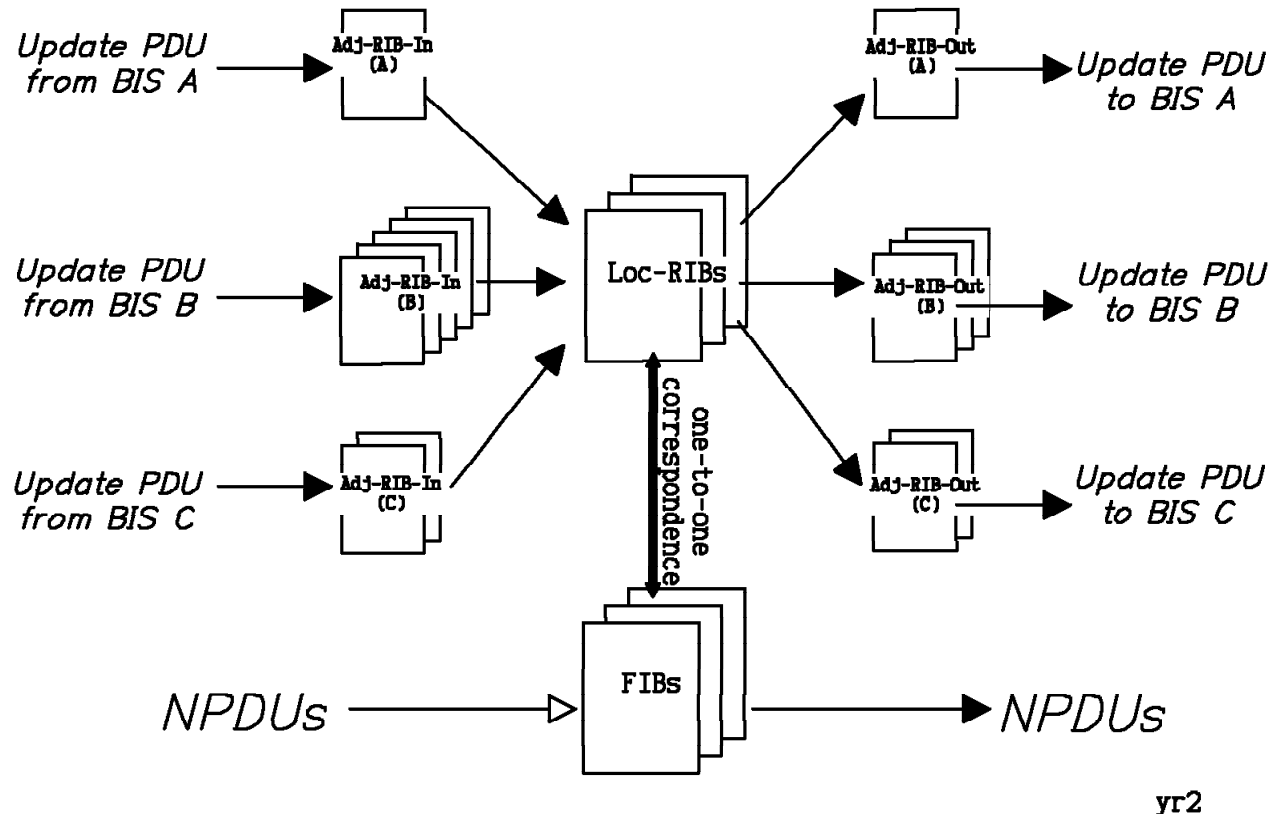 Update PDU
from BIS A
Adj-RIB-In
(A)
Adj-RIB-Out
(A)
Update PDU
to BIS A
Update PDU
from BIS B
Adj-RIB-In
(B)
Loc-RIBs
Adj-RIB-Out
(B)
Update PDU
to BIS B
one-to-one
correspondence
Update PDU
from BIS C
Adj-RIB-In
(C)
Adj-RIB-Out
(C)
Update PDU
to BIS C
NPDUs
FIBs
NPDUs
yr2